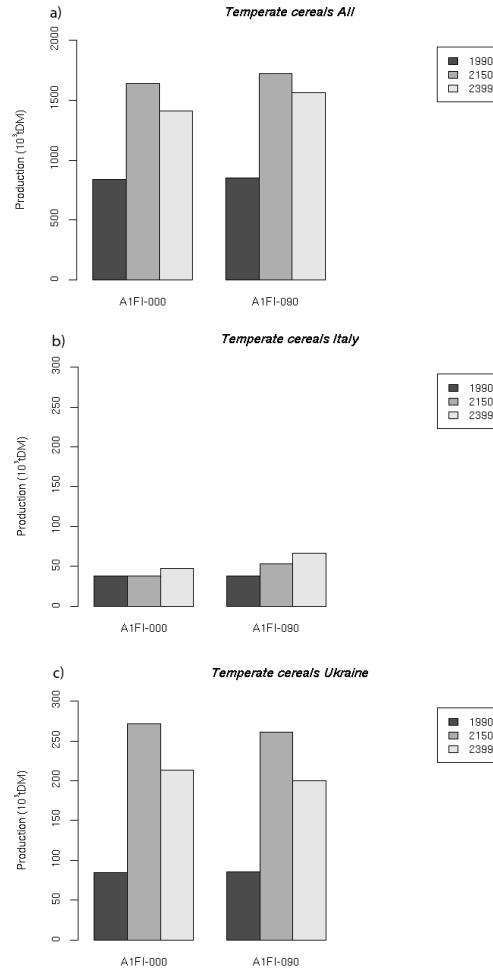 a)
Temperate cereals All
Production (10³tDM)
2000
1500
1000
500
0
1990
2150
2399
A1FI-000
A1FI-090
b)
Temperate cereals Italy
Production (10³tDM)
300
250
200
150
100
50
0
1990
2150
2399
A1FI-000
A1FI-090
c)
Temperate cereals Ukraine
Production (10³tDM)
300
250
200
150
100
50
0
1990
2150
2399
A1FI-000
A1FI-090